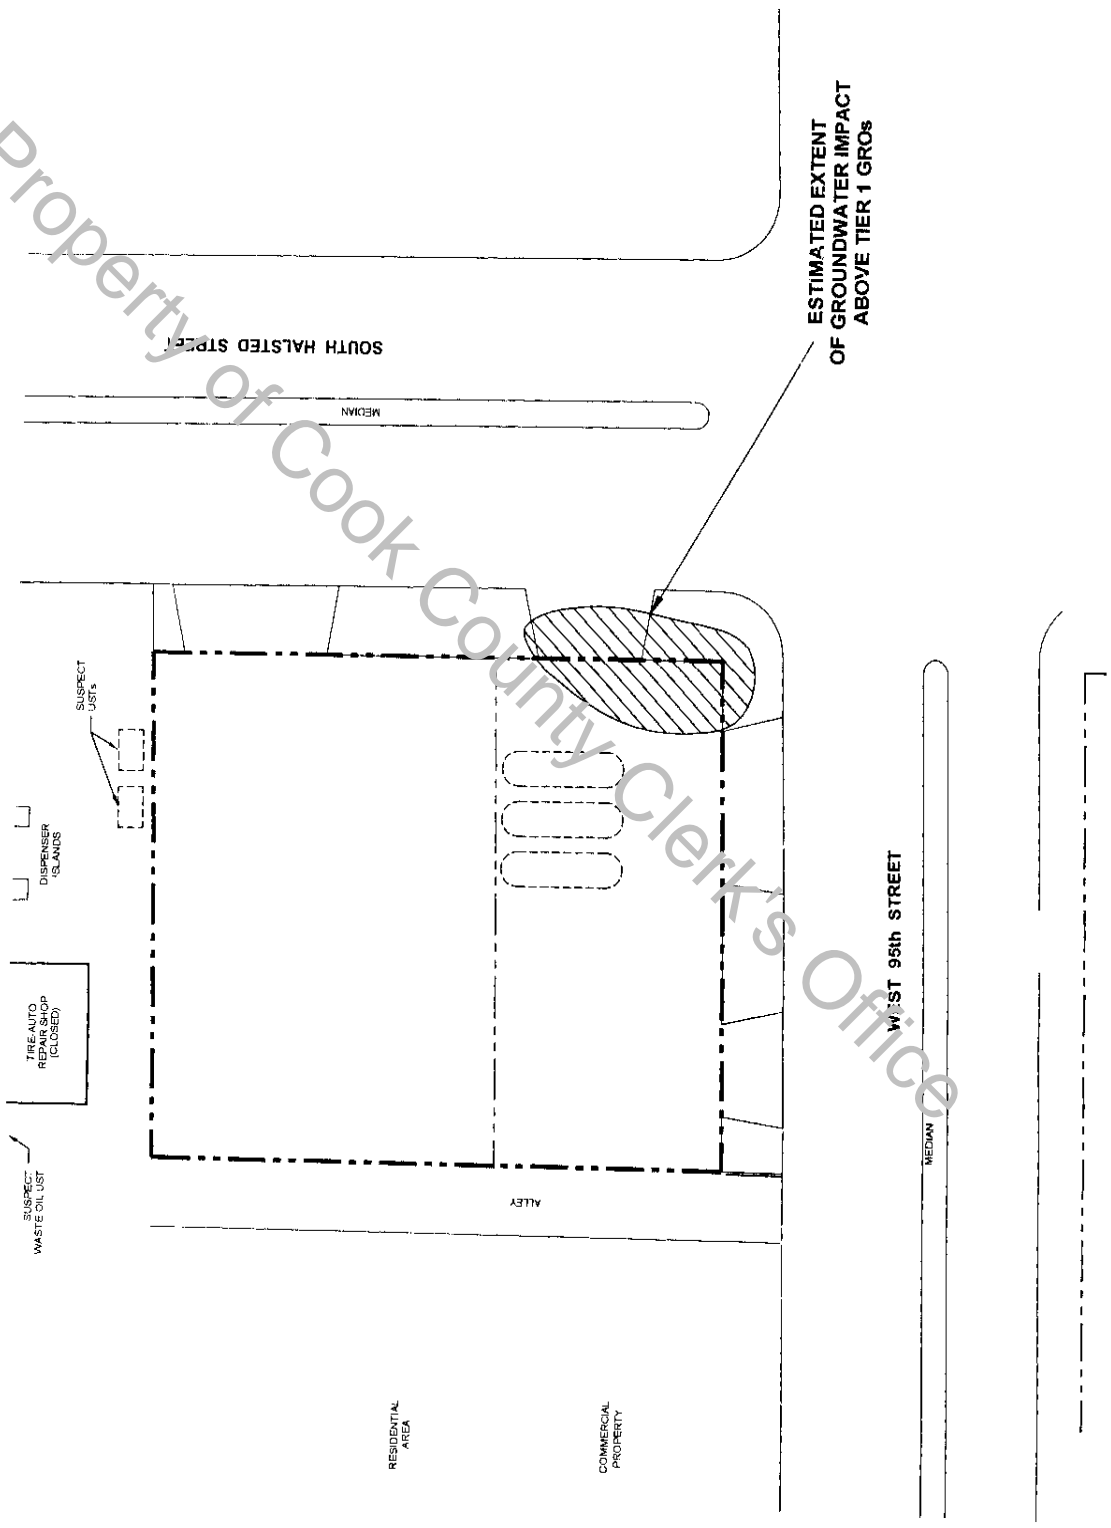 Property of Cook County Clerk's Office
ESTIMATED EXTENT
OF GROUNDWATER IMPACT
ABOVE TIER 1 GROs
SOUTH HALSTED STREET
MEDIAN
SUSPECT
USTs
DISPENSER
ISLANDS
TIRE-AUTO
REPAIR SHOP
(CLOSED)
SUSPECT
WASTE OIL UST
ALLEY
WEST 95th STREET
MEDIAN
RESIDENTIAL
AREA
COMMERCIAL
PROPERTY